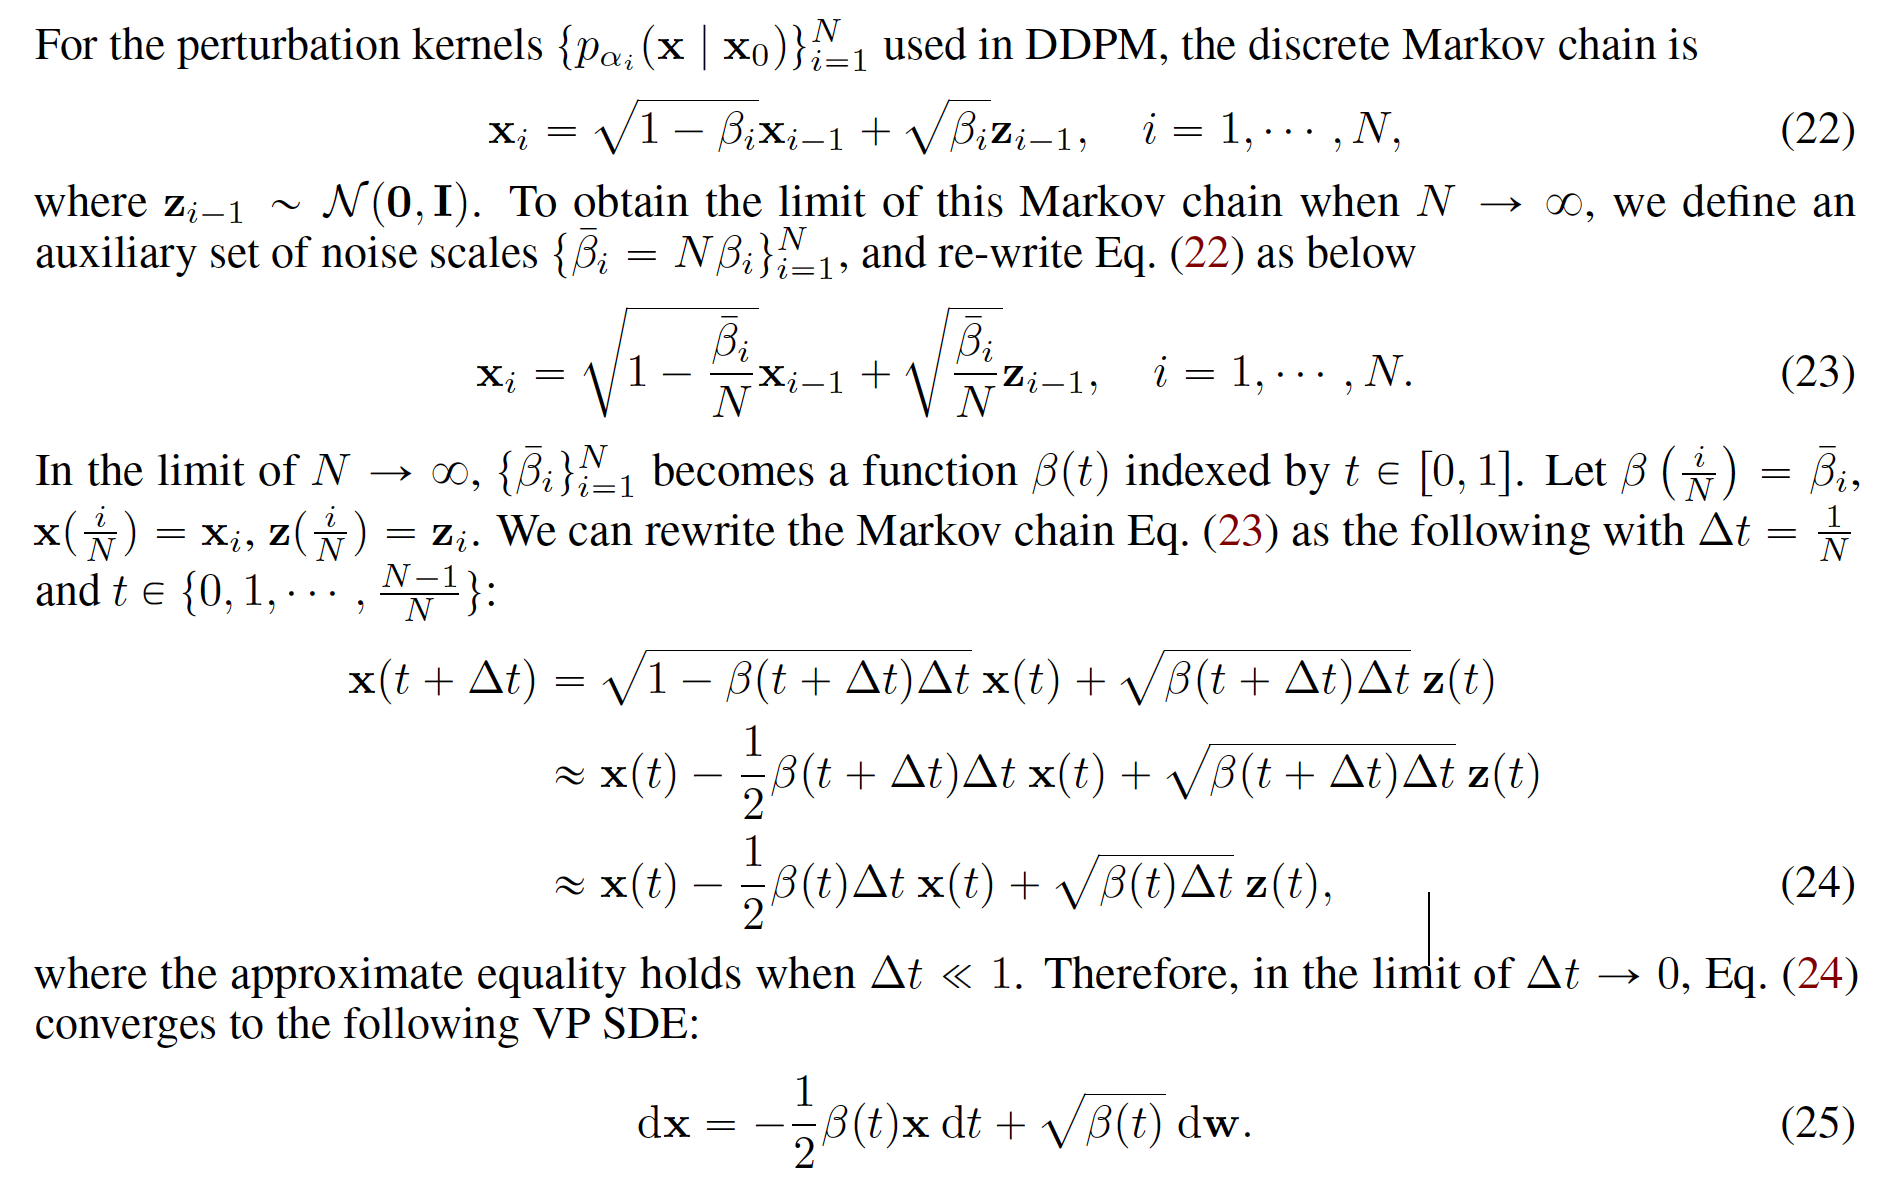 For the perturbation kernels $\{p_{\alpha_i}(\mathbf{x} \mid \mathbf{x}_0)\}_{i=1}^{N}$ used in DDPM, the discrete Markov chain is
$\mathbf{x}_i = \sqrt{1 - \beta_i}\mathbf{x}_{i-1} + \sqrt{\beta_i}\mathbf{z}_{i-1}, \quad i = 1, \cdots, N,$ (22)
where $\mathbf{z}_{i-1} \sim \mathcal{N}(\mathbf{0}, \mathbf{I})$. To obtain the limit of this Markov chain when $N \to \infty$, we define an
auxiliary set of noise scales $\{\bar{\beta}_i = N\beta_i\}_{i=1}^{N}$, and re-write Eq. (22) as below
$\mathbf{x}_i = \sqrt{1 - \frac{\bar{\beta}_i}{N}}\mathbf{x}_{i-1} + \sqrt{\frac{\bar{\beta}_i}{N}}\mathbf{z}_{i-1}, \quad i = 1, \cdots, N.$ (23)
In the limit of $N \to \infty$, $\{\bar{\beta}_i\}_{i=1}^{N}$ becomes a function $\beta(t)$ indexed by $t \in [0, 1]$. Let $\beta\left(\frac{i}{N}\right) = \bar{\beta}_i$,
$\mathbf{x}(\frac{i}{N}) = \mathbf{x}_i$, $\mathbf{z}(\frac{i}{N}) = \mathbf{z}_i$. We can rewrite the Markov chain Eq. (23) as the following with $\Delta t = \frac{1}{N}$
and $t \in \{0, 1, \cdots, \frac{N-1}{N}\}$:
$\mathbf{x}(t + \Delta t) = \sqrt{1 - \beta(t + \Delta t)\Delta t}\, \mathbf{x}(t) + \sqrt{\beta(t + \Delta t)\Delta t}\, \mathbf{z}(t)$
$\approx \mathbf{x}(t) - \frac{1}{2}\beta(t + \Delta t)\Delta t\, \mathbf{x}(t) + \sqrt{\beta(t + \Delta t)\Delta t}\, \mathbf{z}(t)$
$\approx \mathbf{x}(t) - \frac{1}{2}\beta(t)\Delta t\, \mathbf{x}(t) + \sqrt{\beta(t)\Delta t}\, \mathbf{z}(t),$ (24)
where the approximate equality holds when $\Delta t \ll 1$. Therefore, in the limit of $\Delta t \to 0$, Eq. (24)
converges to the following VP SDE:
$\mathrm{d}\mathbf{x} = -\frac{1}{2}\beta(t)\mathbf{x}\, \mathrm{d}t + \sqrt{\beta(t)}\, \mathrm{d}\mathbf{w}.$ (25)